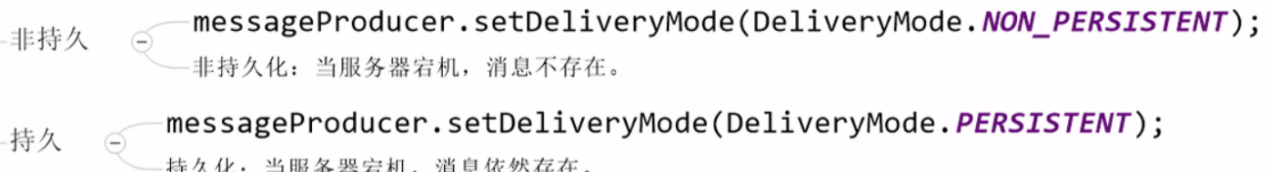 非持久
messageProducer.setDeliveryMode(DeliveryMode.NON_PERSISTENT);
非持久化：当服务器宕机，消息不存在。
持久
messageProducer.setDeliveryMode(DeliveryMode.PERSISTENT);
持久化：当服务器宕机，消息依然存在。